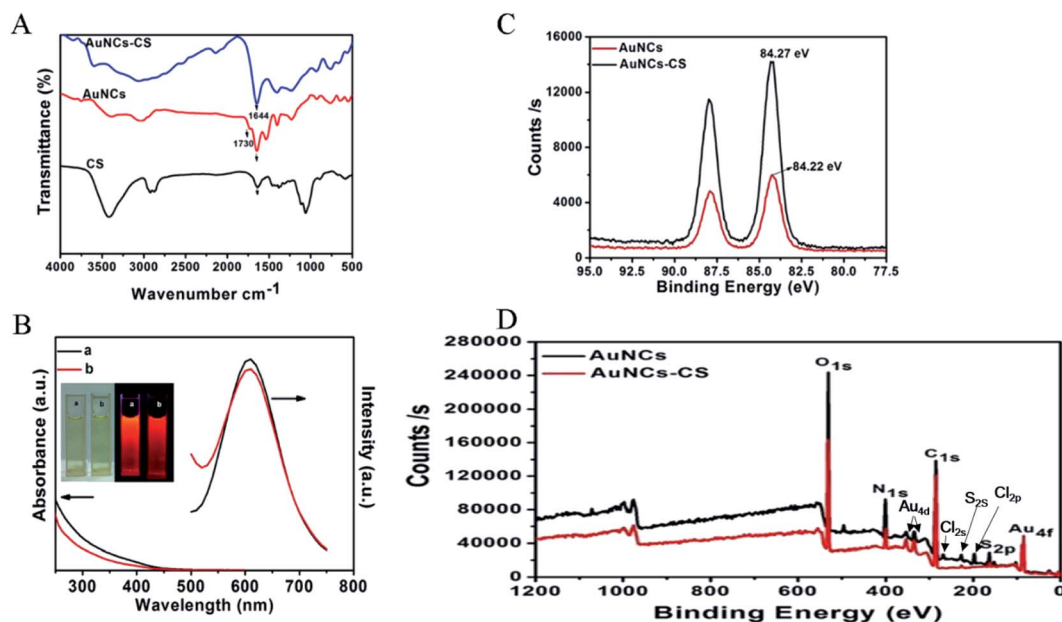 A
AuNCs-CS
AuNCs
1644
1730
CS
Transmittance (%)
4000 3500 3000 2500 2000 1500 1000 500
Wavenumber cm-1
B
a
b
a b a b
Absorbance (a.u.)
Intensity (a.u.)
300 400 500 600 700 800
Wavelength (nm)
C
16000
12000
8000
4000
0
Counts /s
AuNCs
AuNCs-CS
84.27 eV
84.22 eV
95.0 92.5 90.0 87.5 85.0 82.5 80.0 77.5
Binding Energy (eV)
D
280000
240000
200000
160000
120000
80000
40000
0
Counts /s
AuNCs
AuNCs-CS
O1s
N1s
Au4d
C1s
Cl2s
S2S
Cl2p
S2p
Au4f
1200 1000 800 600 400 200 0
Binding Energy (eV)